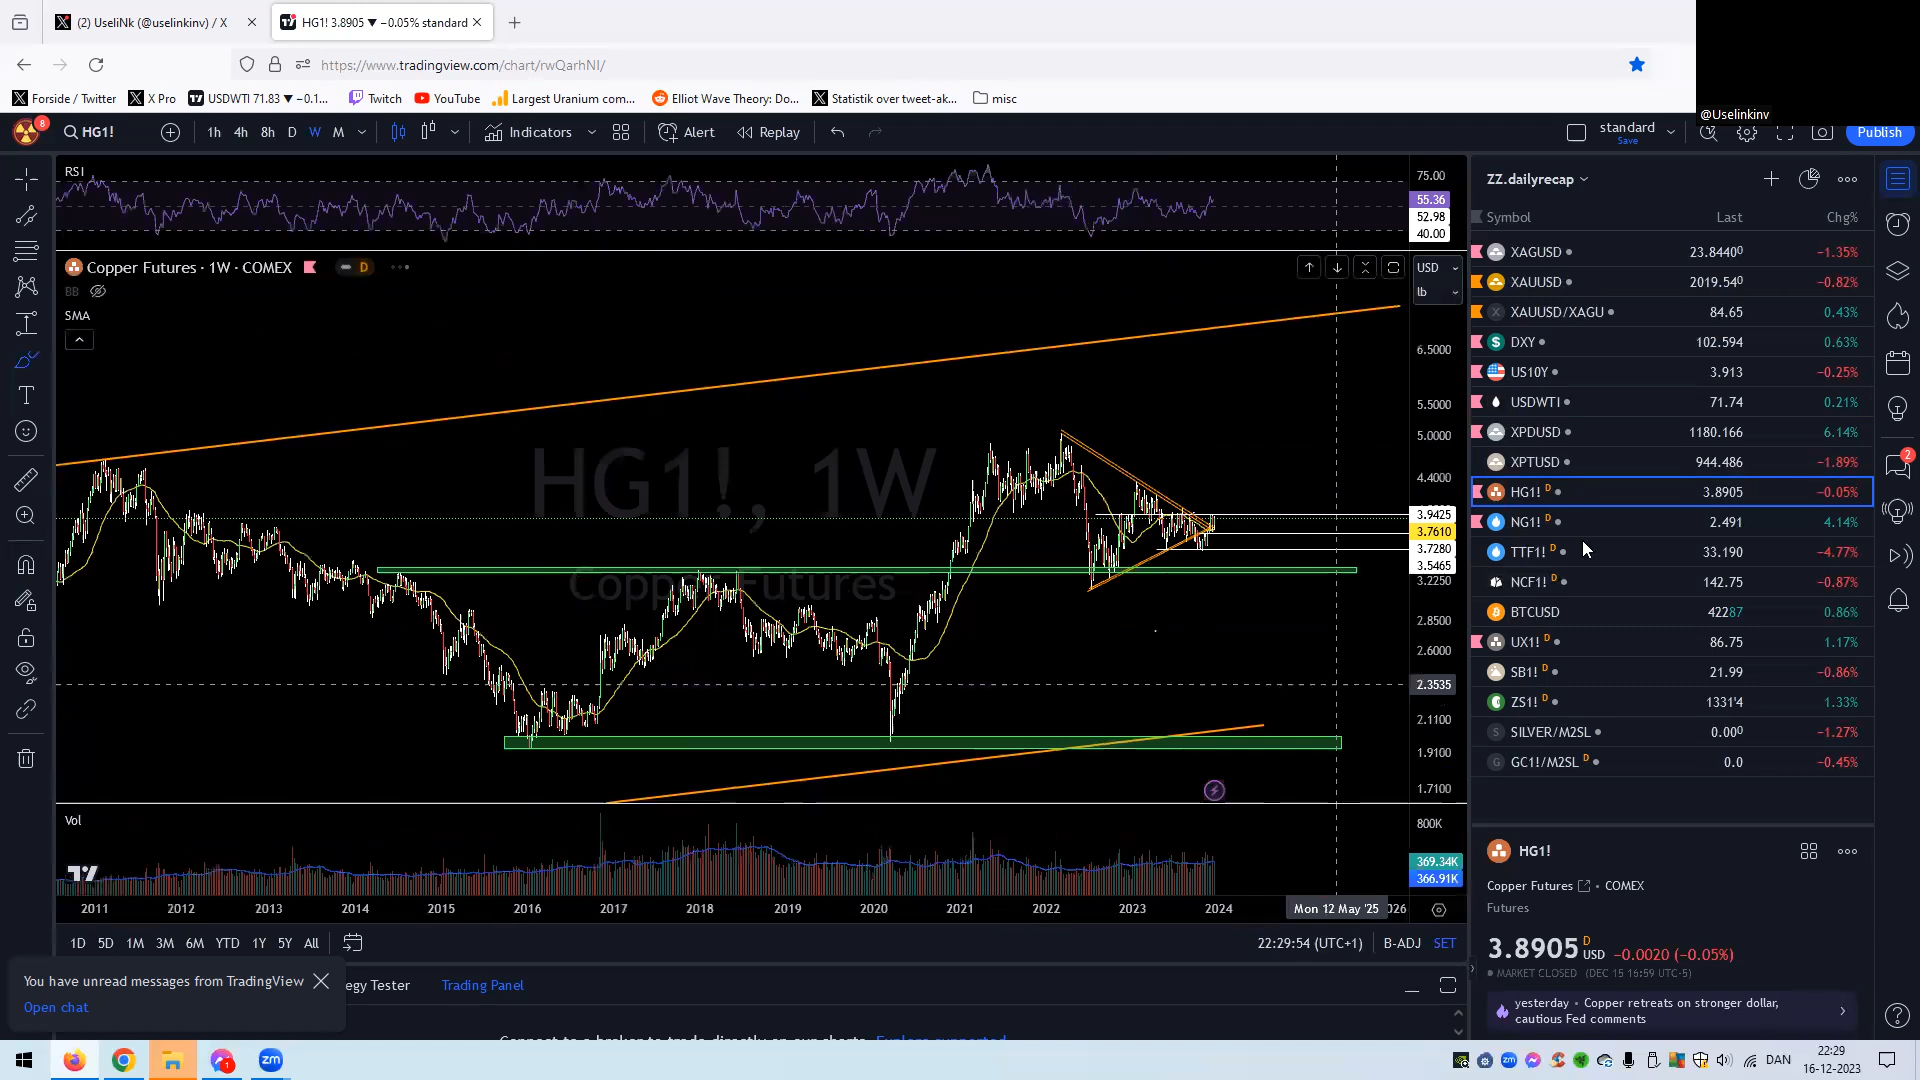 (2) UseliNk (@uselinkinv) / X
HG1! 3.8905 ▼ −0.05% standard
https://www.tradingview.com/chart/rwQarhNI/
Forside / Twitter
X Pro
USDWTI 71.83 ▼ −0.1...
Twitch
YouTube
Largest Uranium com...
Elliot Wave Theory: Do...
Statistik over tweet-ak...
misc
@Uselinkinv
8
HG1!
1h 4h 8h D W M
Indicators
Alert
Replay
standard
Save
Publish
RSI
75.00
55.36
52.98
40.00
Copper Futures · 1W · COMEX
D
USD
lb
BB
SMA
HG1!, 1W
Copper Futures
6.5000
5.5000
5.0000
4.4000
3.9425
3.7610
3.7280
3.5465
3.2250
2.8500
2.6000
2.3535
2.1100
1.9100
1.7100
Vol
800K
369.34K
366.91K
2011 2012 2013 2014 2015 2016 2017 2018 2019 2020 2021 2022 2023 2024 Mon 12 May '25 026
1D 5D 1M 3M 6M YTD 1Y 5Y All
22:29:54 (UTC+1) B-ADJ SET
You have unread messages from TradingView
Open chat
egy Tester
Trading Panel
ZZ.dailyrecap
Symbol Last Chg%
XAGUSD 23.8440 −1.35%
XAUUSD 2019.540 −0.82%
XAUUSD/XAGU 84.65 0.43%
DXY 102.594 0.63%
US10Y 3.913 −0.25%
USDWTI 71.74 0.21%
XPDUSD 1180.166 6.14%
XPTUSD 944.486 −1.89%
HG1! D 3.8905 −0.05%
NG1! D 2.491 4.14%
TTF1! D 33.190 −4.77%
NCF1! D 142.75 −0.87%
BTCUSD 42287 0.86%
UX1! D 86.75 1.17%
SB1! D 21.99 −0.86%
ZS1! D 1331'4 1.33%
SILVER/M2SL 0.000 −1.27%
GC1!/M2SL D 0.0 −0.45%
2
HG1!
Copper Futures • COMEX
Futures
3.8905 D USD −0.0020 (−0.05%)
MARKET CLOSED (DEC 15 16:59 UTC-5)
yesterday • Copper retreats on stronger dollar,
cautious Fed comments
1
zm
zm
DAN
22:29
16-12-2023